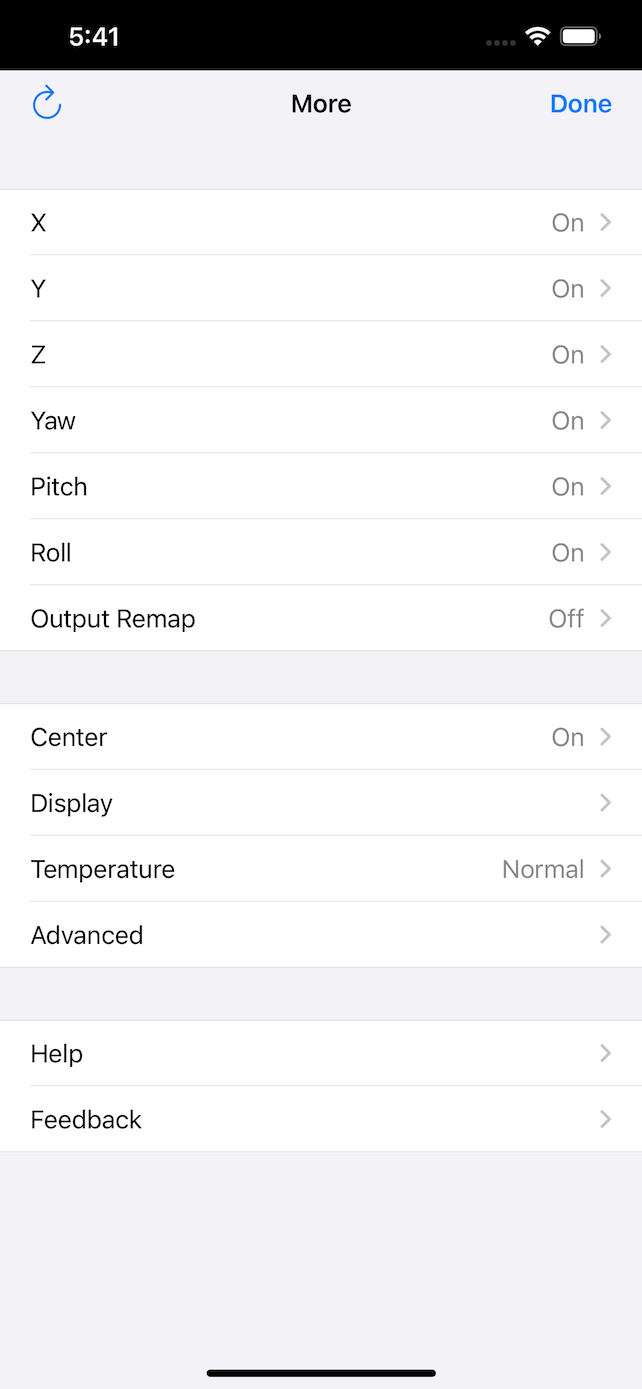 5:41
More Done
X On
Y On
Z On
Yaw On
Pitch On
Roll On
Output Remap Off
Center On
Display
Temperature Normal
Advanced
Help
Feedback